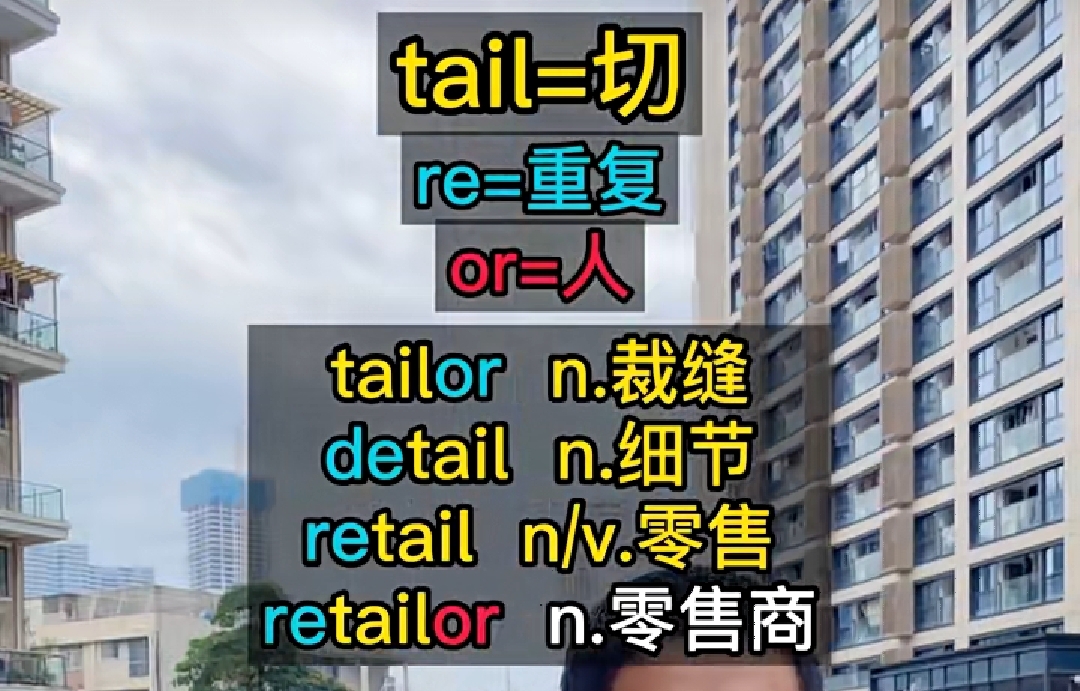 tail=切
re=重复
or=人
tailor n.裁缝
detail n.细节
retail n/v.零售
retailor n.零售商